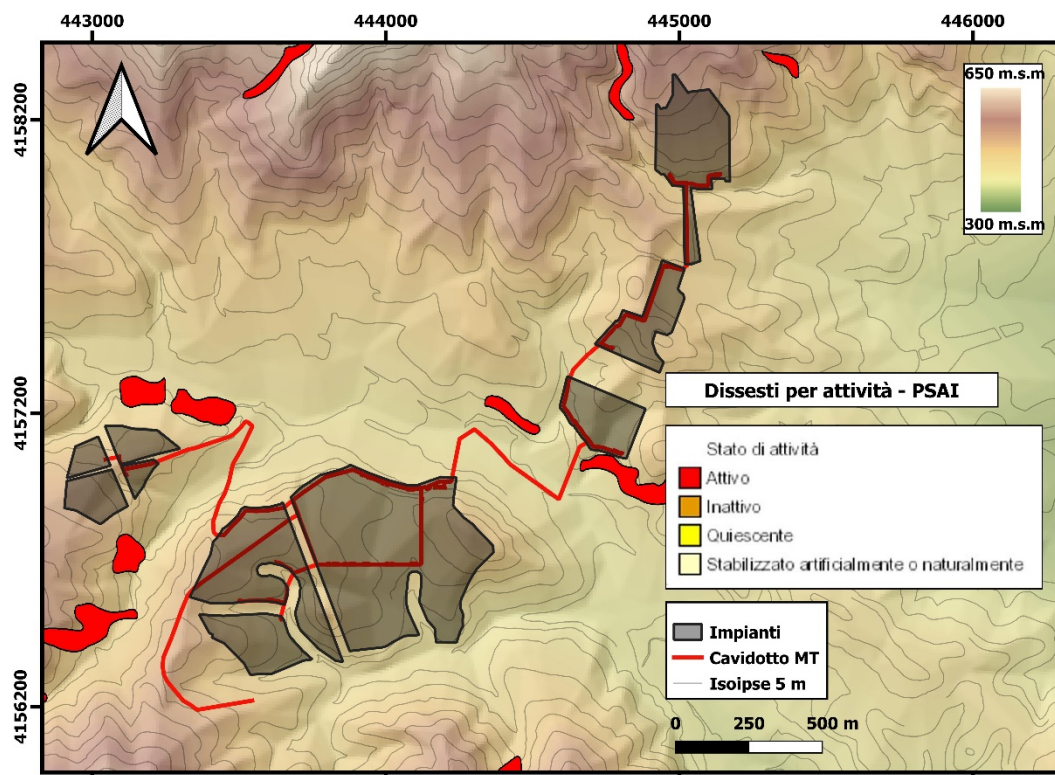 443000 444000 445000 446000
4158200
4157200
4156200
650 m.s.m
300 m.s.m
Dissesti per attività - PSAI
Stato di attività
Attivo
Inattivo
Quiescente
Stabilizzato artificialmente o naturalmente
Impianti
Cavidotto MT
Isoipse 5 m
0 250 500 m